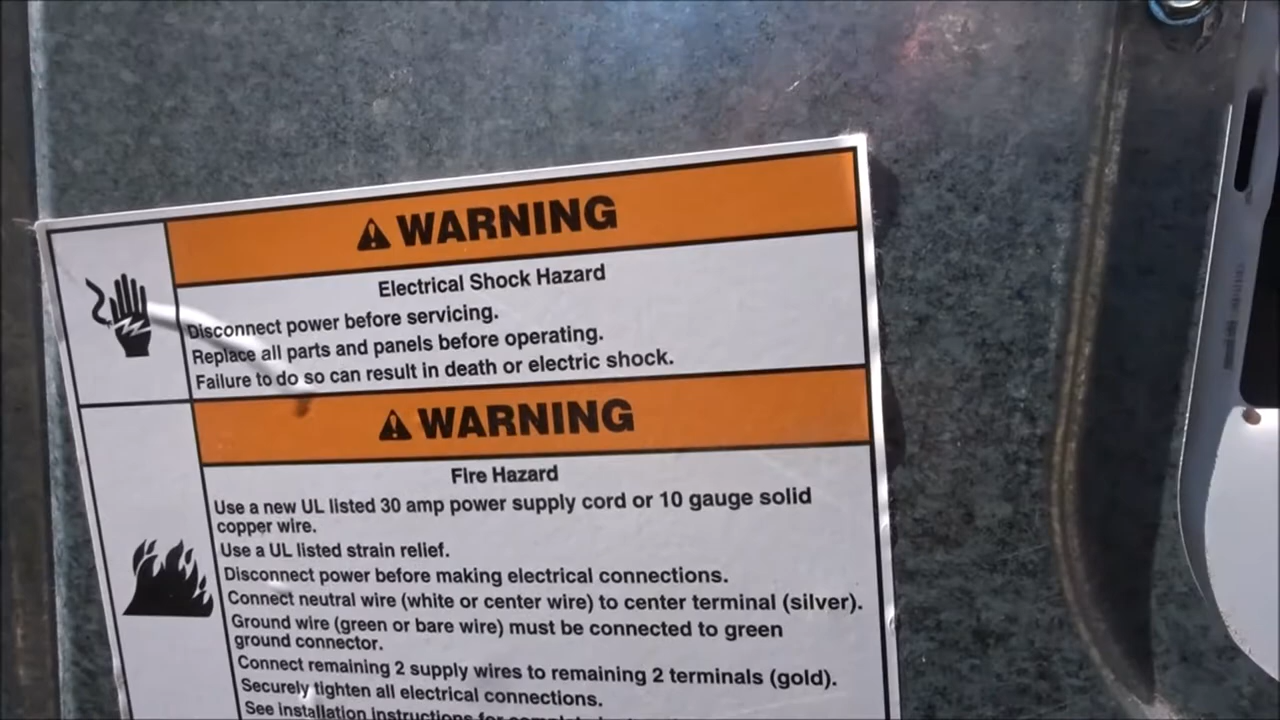 WARNING
Electrical Shock Hazard
Disconnect power before servicing.
Replace all parts and panels before operating.
Failure to do so can result in death or electric shock.
WARNING
Fire Hazard
Use a new UL listed 30 amp power supply cord or 10 gauge solid
copper wire.
Use a UL listed strain relief.
Disconnect power before making electrical connections.
Connect neutral wire (white or center wire) to center terminal (silver).
Ground wire (green or bare wire) must be connected to green
ground connector.
Connect remaining 2 supply wires to remaining 2 terminals (gold).
Securely tighten all electrical connections.
See installation instructions for